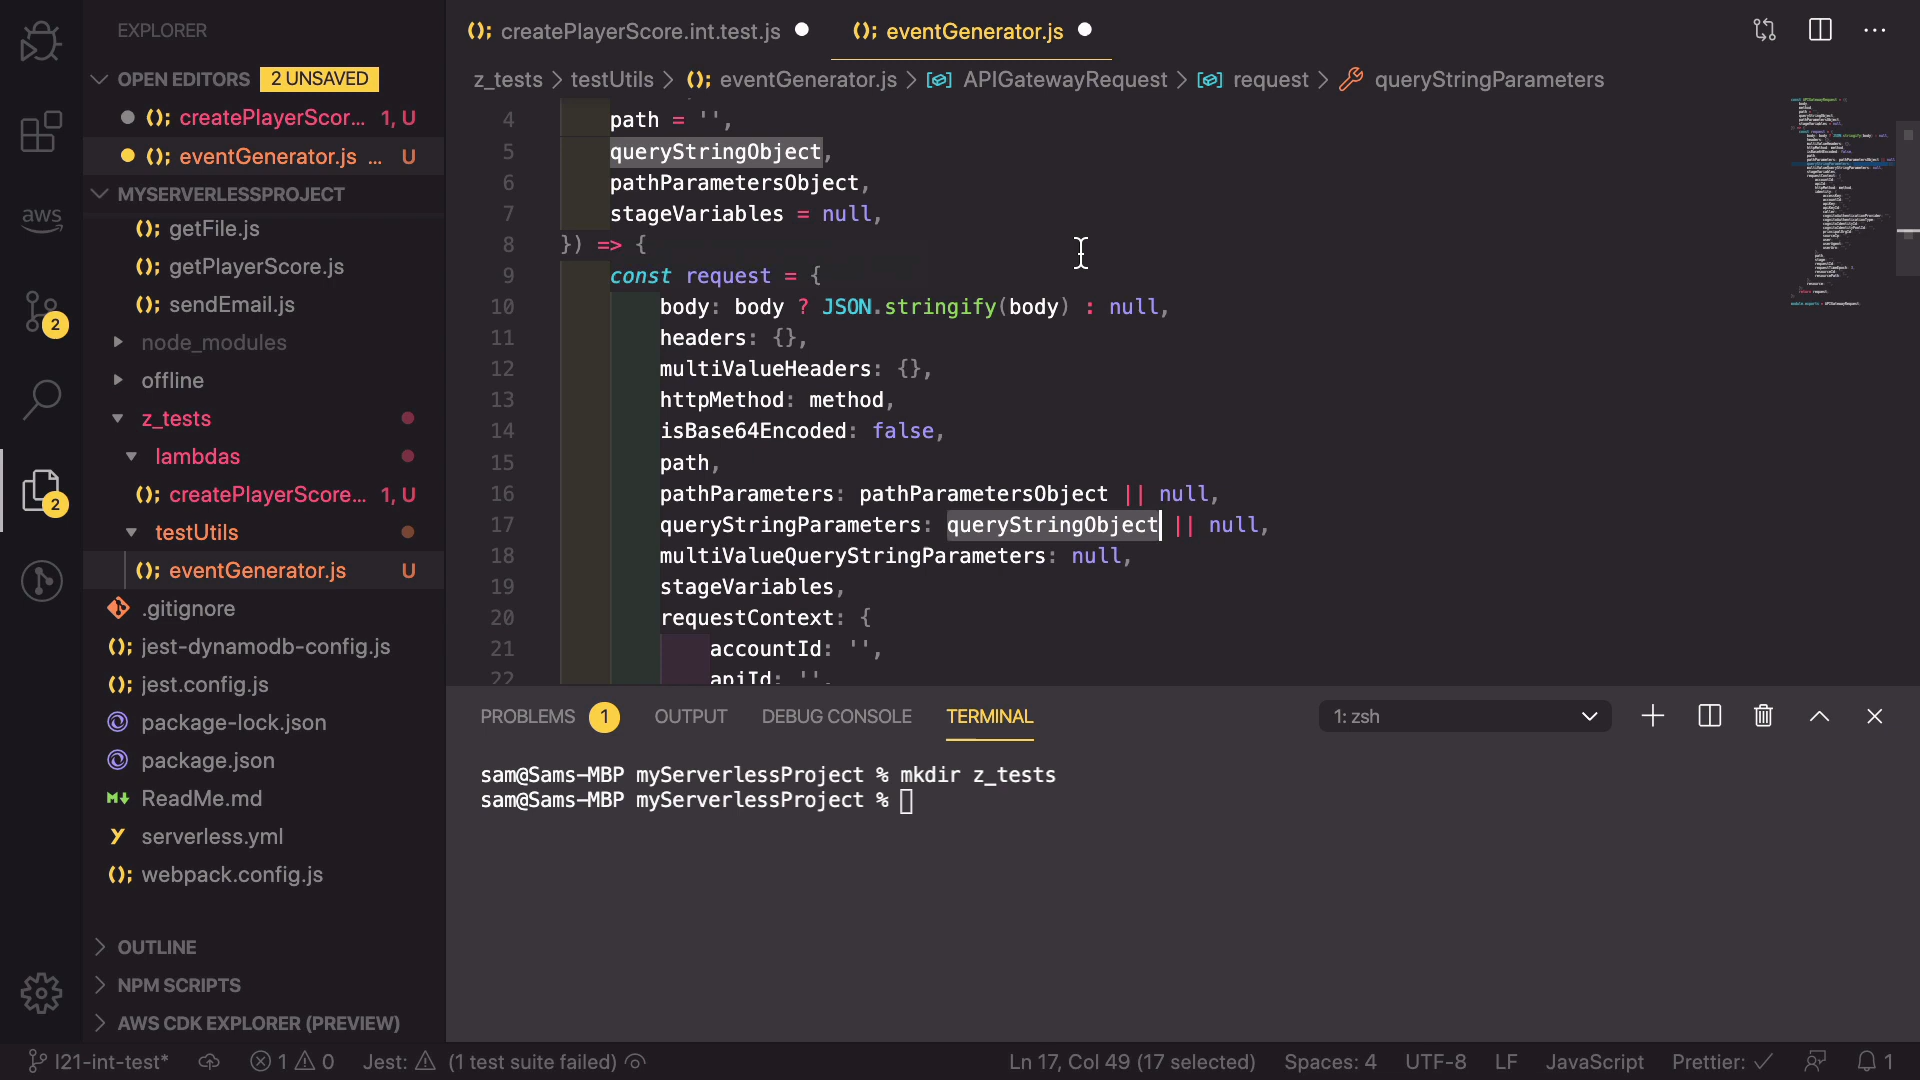 EXPLORER
OPEN EDITORS 2 UNSAVED
createPlayerScor... 1, U
eventGenerator.js ... U
MYSERVERLESSPROJECT
getFile.js
getPlayerScore.js
sendEmail.js
node_modules
offline
z_tests
lambdas
createPlayerScore... 1, U
testUtils
eventGenerator.js U
.gitignore
jest-dynamodb-config.js
jest.config.js
package-lock.json
package.json
ReadMe.md
serverless.yml
webpack.config.js
OUTLINE
NPM SCRIPTS
AWS CDK EXPLORER (PREVIEW)
aws
2
2
createPlayerScore.int.test.js
eventGenerator.js
z_tests > testUtils > eventGenerator.js > APIGatewayRequest > request > queryStringParameters
4 path = '',
5 queryStringObject,
6 pathParametersObject,
7 stageVariables = null,
8 }) => {
9 const request = {
10 body: body ? JSON.stringify(body) : null,
11 headers: {},
12 multiValueHeaders: {},
13 httpMethod: method,
14 isBase64Encoded: false,
15 path,
16 pathParameters: pathParametersObject || null,
17 queryStringParameters: queryStringObject || null,
18 multiValueQueryStringParameters: null,
19 stageVariables,
20 requestContext: {
21 accountId: '',
22 apiId: '',
PROBLEMS 1 OUTPUT DEBUG CONSOLE TERMINAL 1: zsh
sam@Sams-MBP myServerlessProject % mkdir z_tests
sam@Sams-MBP myServerlessProject %
l21-int-test* 1 0 Jest: (1 test suite failed) Ln 17, Col 49 (17 selected) Spaces: 4 UTF-8 LF JavaScript Prettier: ✓ 1